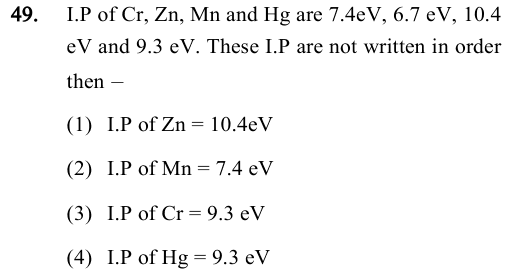 49. I.P of Cr, Zn, Mn and Hg are 7.4eV, 6.7 eV, 10.4
eV and 9.3 eV. These I.P are not written in order
then –
(1) I.P of Zn = 10.4eV
(2) I.P of Mn = 7.4 eV
(3) I.P of Cr = 9.3 eV
(4) I.P of Hg = 9.3 eV